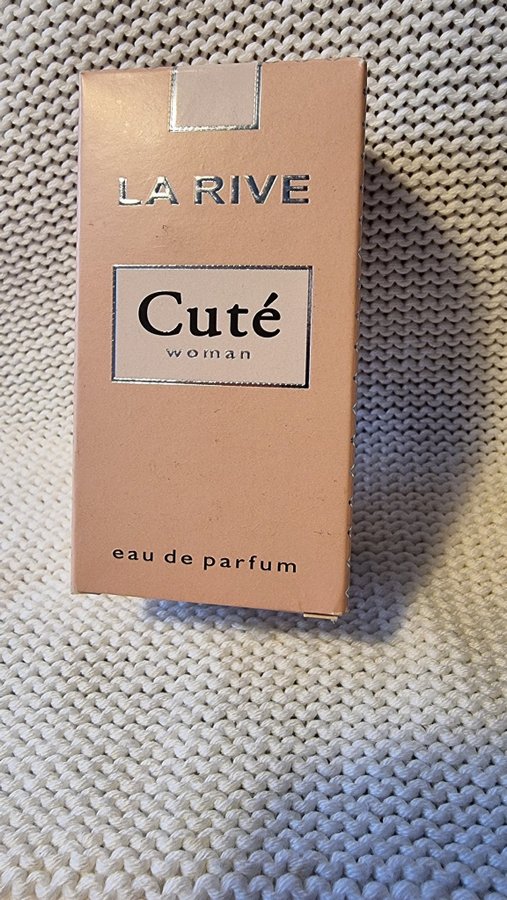 LA RIVE
Cuté
woman
eau de parfum